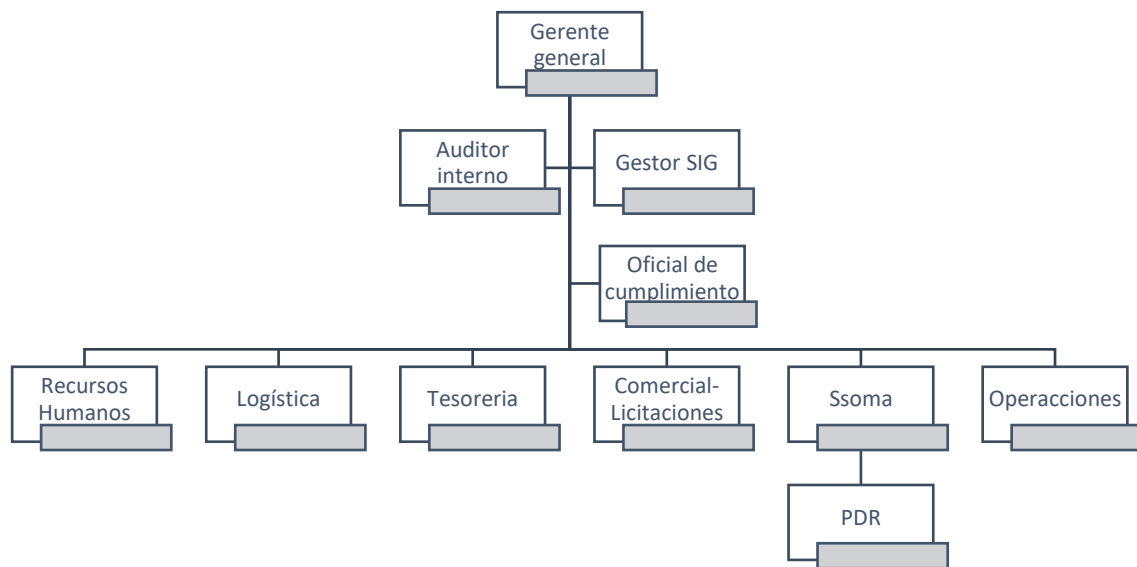 Gerente
general
Auditor
interno
Gestor SIG
Oficial de
cumplimiento
Recursos
Humanos
Logística
Tesoreria
Comercial-
Licitaciones
Ssoma
Operacciones
PDR